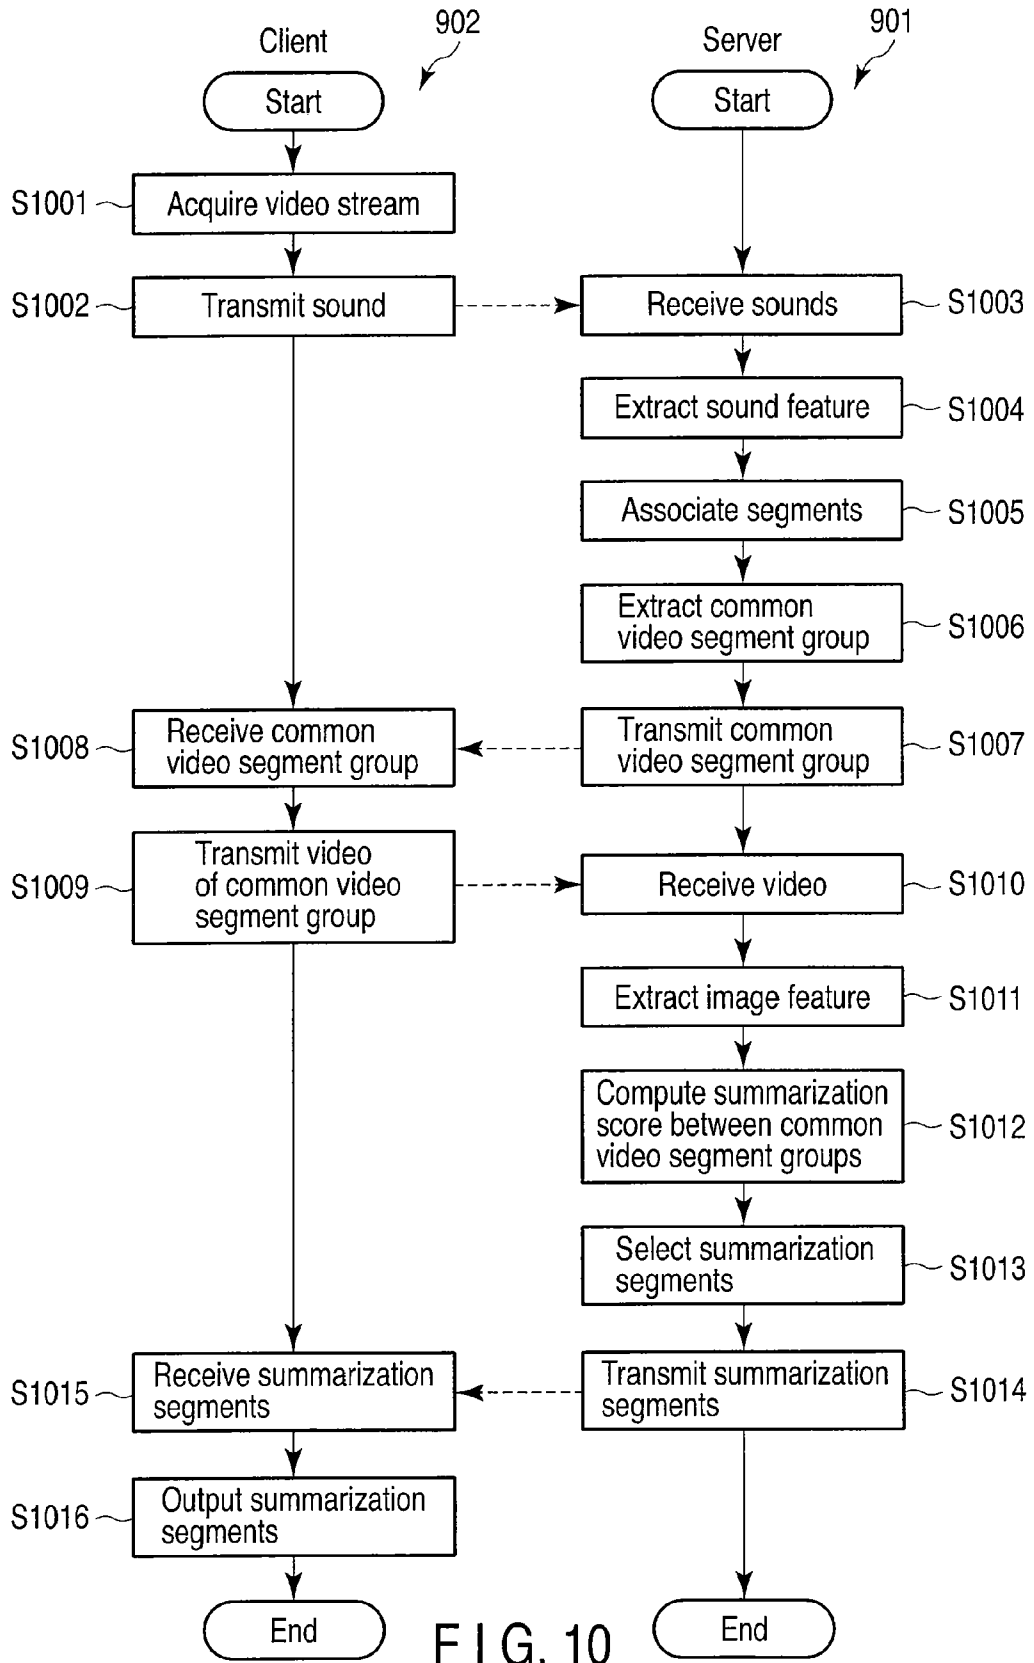 902
901
Client
Server
Start
Start
S1001
Acquire video stream
S1002
Transmit sound
Receive sounds
S1003
Extract sound feature
S1004
Associate segments
S1005
Extract common
video segment group
S1006
Receive common
video segment group
S1008
Transmit common
video segment group
S1007
Transmit video
of common video
segment group
S1009
Receive video
S1010
Extract image feature
S1011
Compute summarization
score between common
video segment groups
S1012
Select summarization
segments
S1013
Receive summarization
segments
S1015
Transmit summarization
segments
S1014
Output summarization
segments
S1016
End
End
FIG. 10